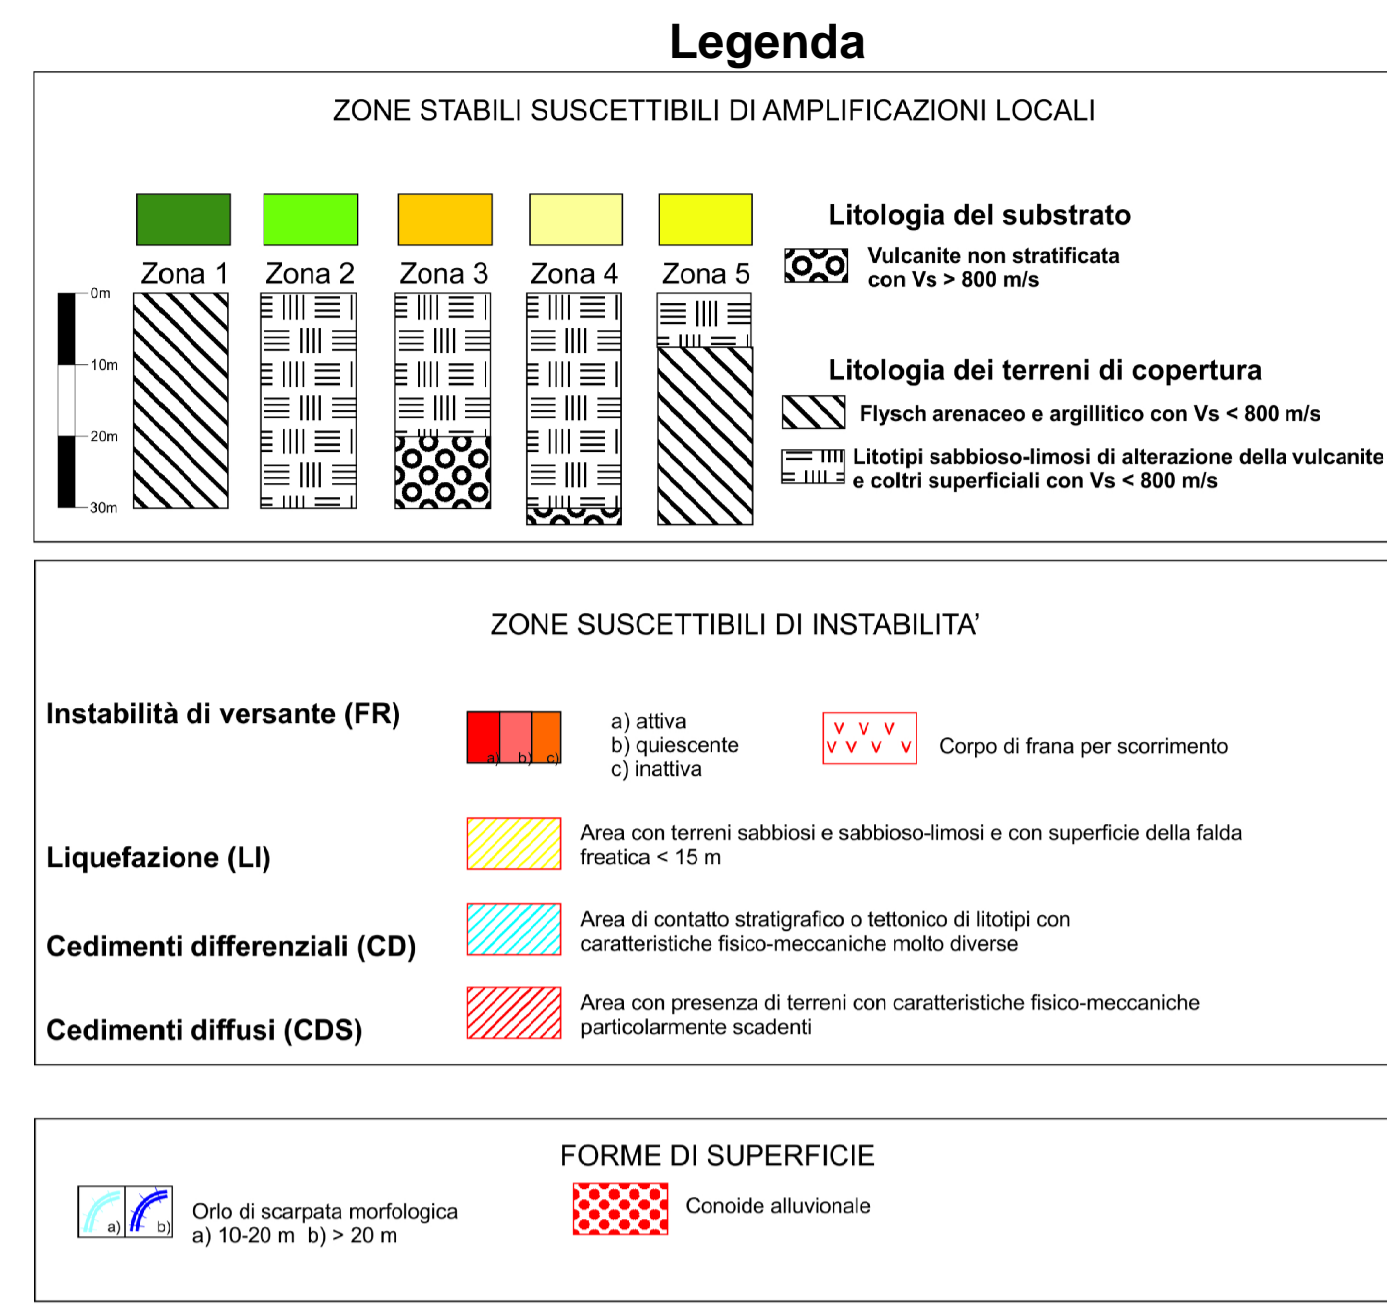 Legenda
ZONE STABILI SUSCETTIBILI DI AMPLIFICAZIONI LOCALI
Zona 1
Zona 2
Zona 3
Zona 4
Zona 5
0m
10m
20m
30m
Litologia del substrato
Vulcanite non stratificata
con Vs > 800 m/s
Litologia dei terreni di copertura
Flysch arenaceo e argillitico con Vs < 800 m/s
Litotipi sabbioso-limosi di alterazione della vulcanite
e coltri superficiali con Vs < 800 m/s
ZONE SUSCETTIBILI DI INSTABILITA’
Instabilità di versante (FR)
a) b) c)
a) attiva
b) quiescente
c) inattiva
Corpo di frana per scorrimento
Liquefazione (LI)
Area con terreni sabbiosi e sabbioso-limosi e con superficie della falda
freatica < 15 m
Cedimenti differenziali (CD)
Area di contatto stratigrafico o tettonico di litotipi con
caratteristiche fisico-meccaniche molto diverse
Cedimenti diffusi (CDS)
Area con presenza di terreni con caratteristiche fisico-meccaniche
particolarmente scadenti
FORME DI SUPERFICIE
a) b)
Orlo di scarpata morfologica
a) 10-20 m b) > 20 m
Conoide alluvionale